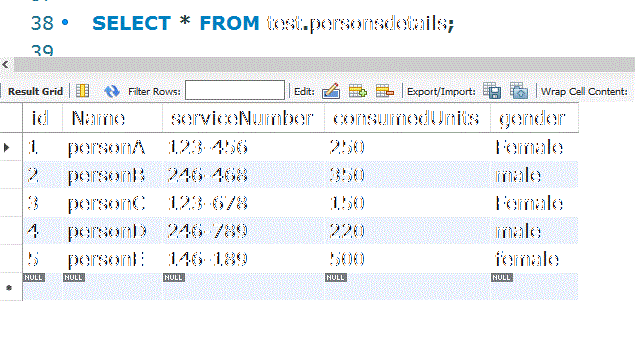 38 SELECT * FROM test.personsdetails;
39
Result Grid Filter Rows: Edit: Export/Import: Wrap Cell Content:
id Name serviceNumber consumedUnits gender
1 personA 123-456 250 Female
2 personB 246-468 350 male
3 personC 123-678 150 Female
4 personD 246-789 220 male
5 personE 146-189 500 female
NULL NULL NULL NULL NULL